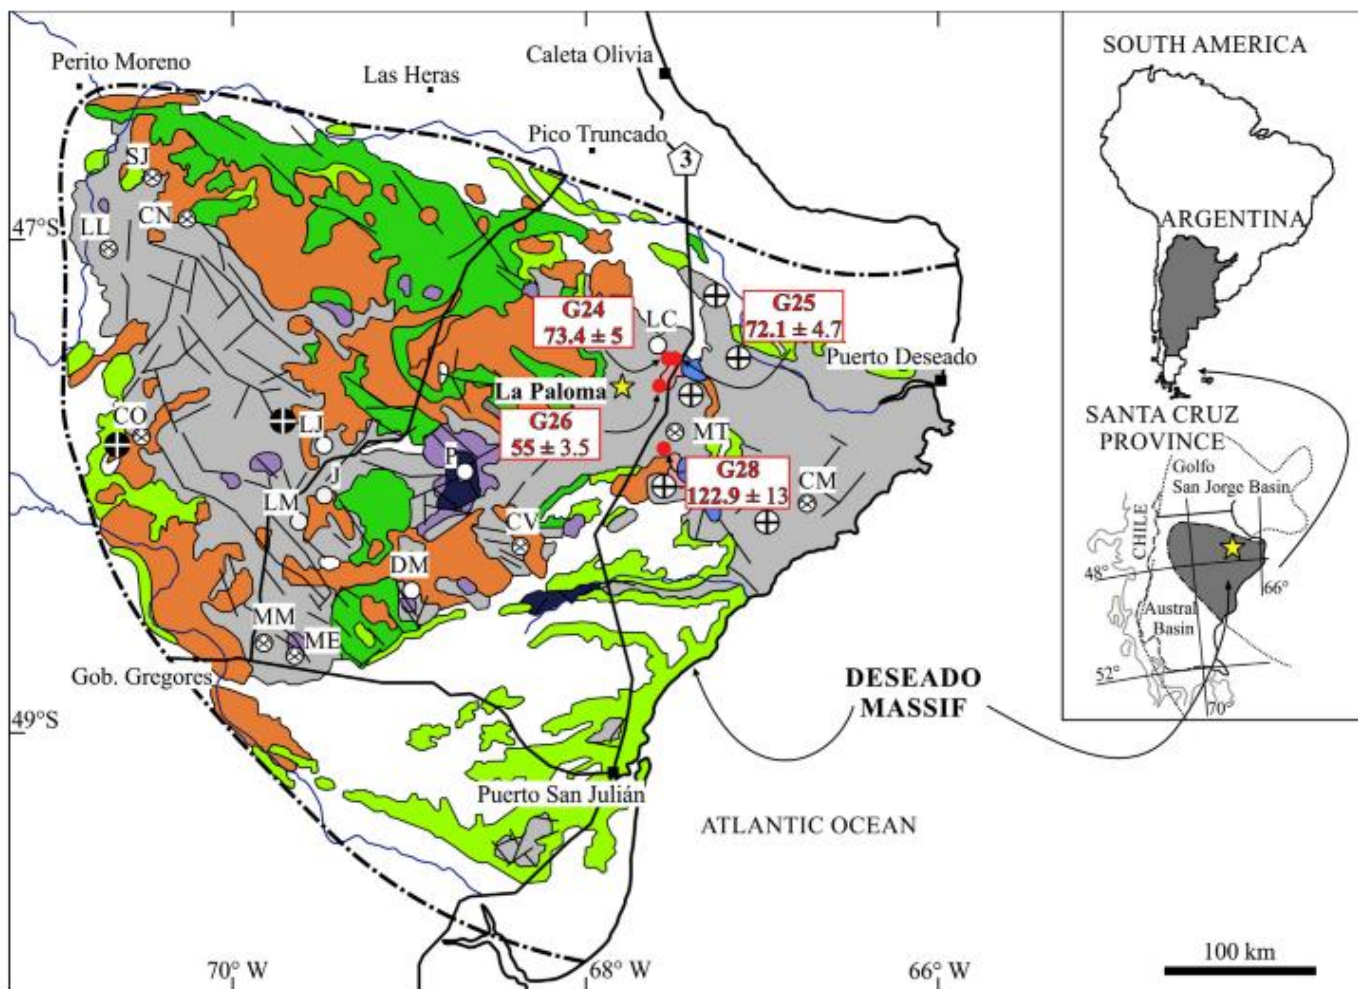 SOUTH AMERICA
Perito Moreno
Las Heras
Caleta Olivia
Pico Truncado
3
SJ
CN
LL
47°S
ARGENTINA
G24
73.4 ± 5
LC
G25
72.1 ± 4.7
La Paloma
Puerto Deseado
G26
55 ± 3.5
CO
LJ
MT
P
J
G28
122.9 ± 13
CM
LM
CV
DM
MM
ME
Gob. Gregores
49°S
Puerto San Julián
DESEADO
MASSIF
ATLANTIC OCEAN
SANTA CRUZ
PROVINCE
Golfo
San Jorge Basin
CHILE
48°
66°
Austral
Basin
52°
70°
70° W
68° W
66° W
100 km